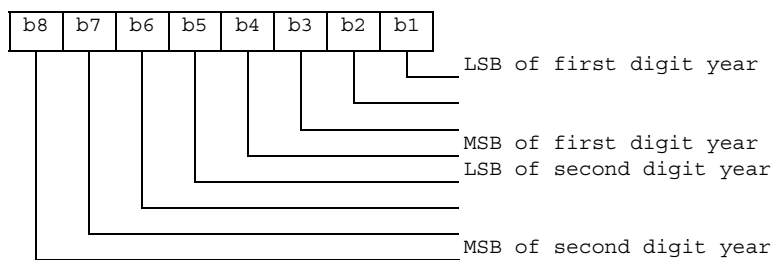 b8 b7 b6 b5 b4 b3 b2 b1
LSB of first digit year
MSB of first digit year
LSB of second digit year
MSB of second digit year